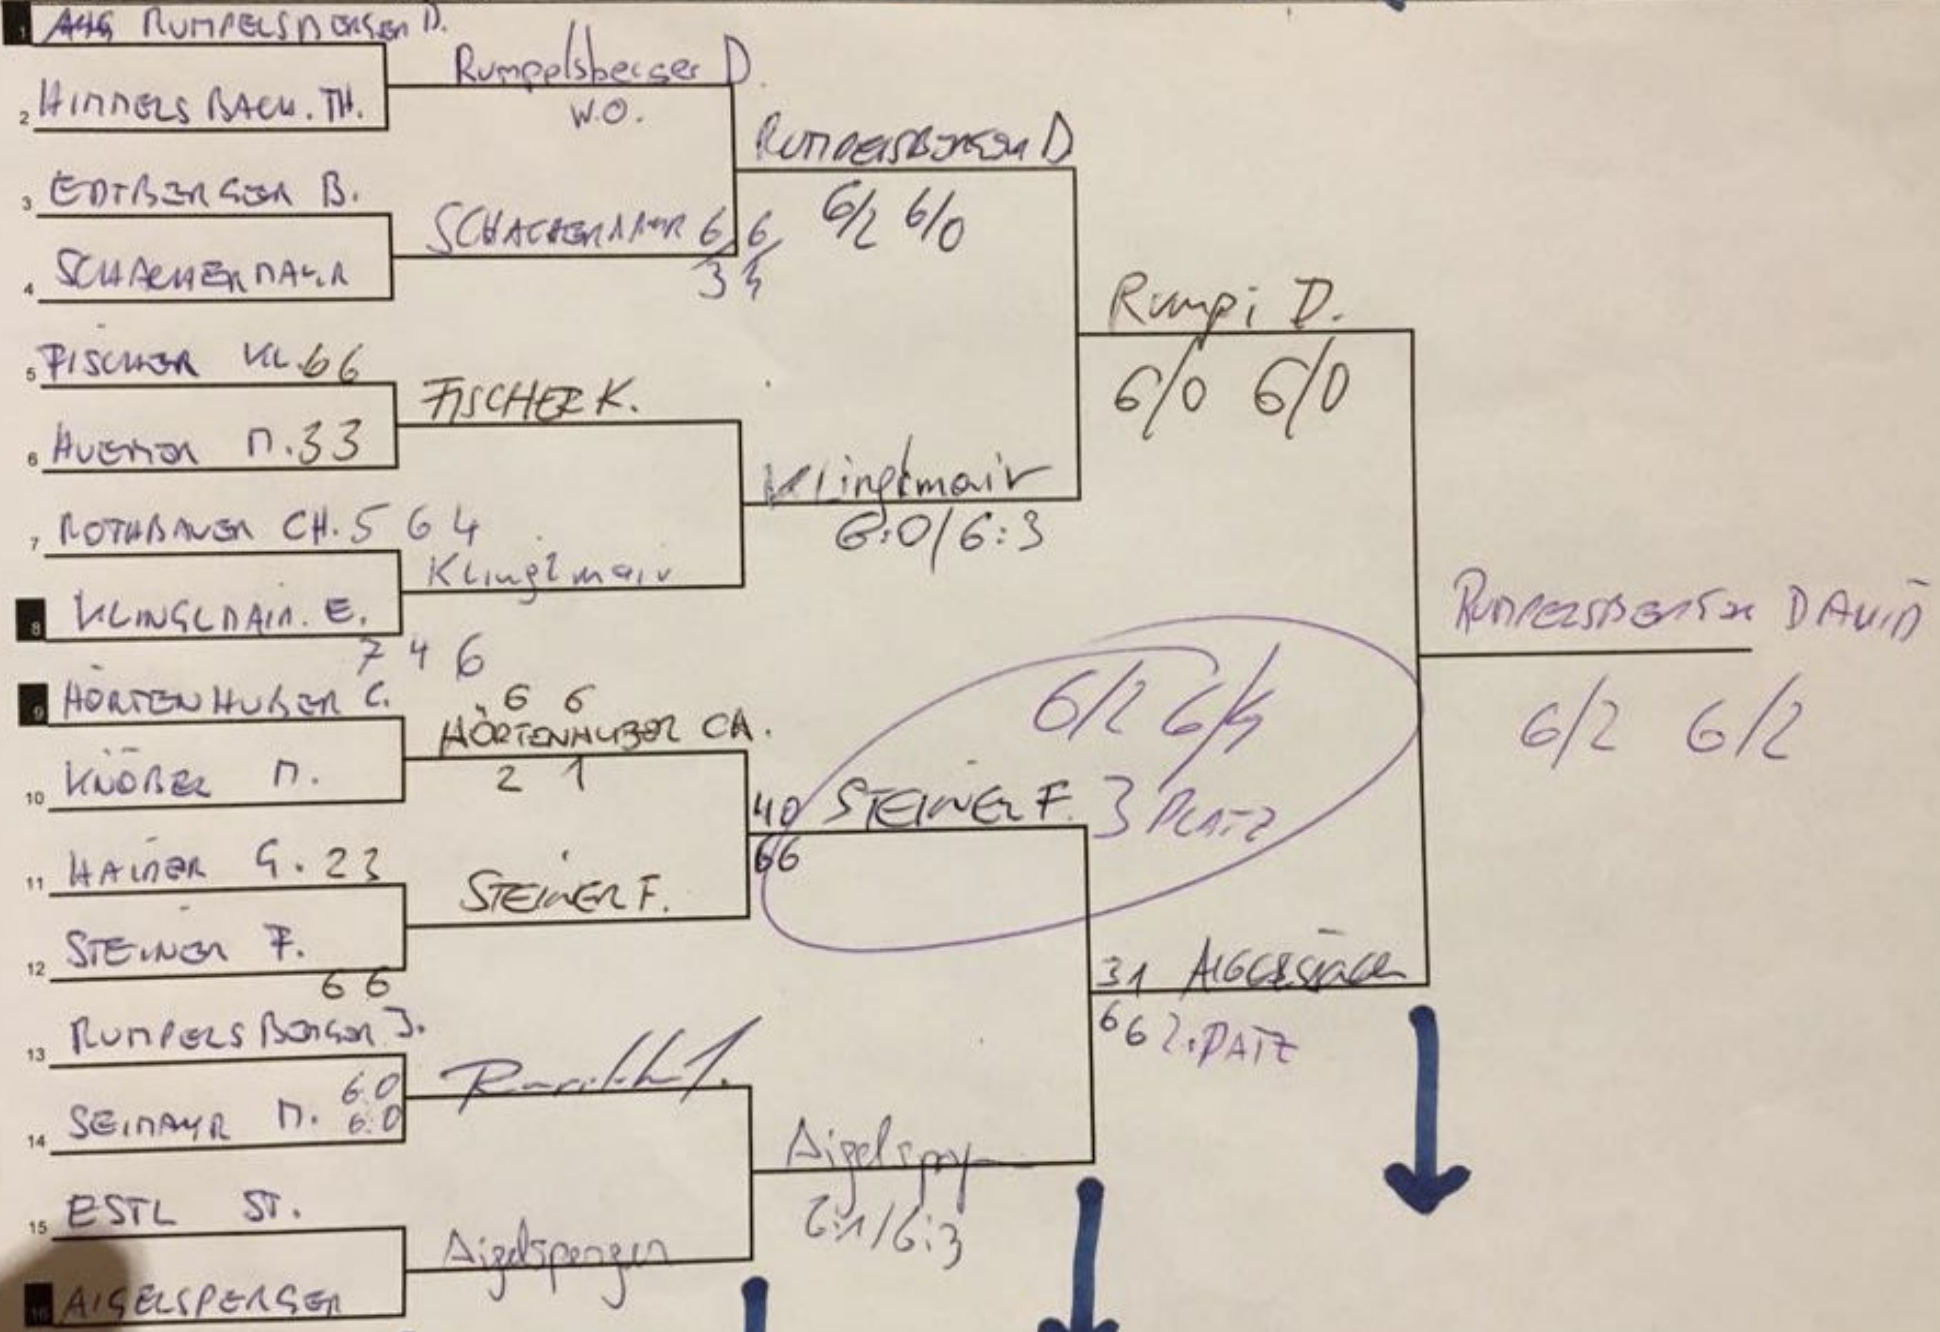 1 RUMPELSBERGER D.
2 HIMMELSBACH. TH.
3 EDTBERGER B.
4 SCHACHERMAYR
5 FISCHER KL. 6 6
6 HUEMER M. 3 3
7 ROTHBAUER CH. 5 6 4
8 KLINGLMAIR. E.
7 4 6
9 HÖRTENHUBER C.
10 KNÖBEL M.
11 HAIDER G. 2 3
12 STEINER F.
6 6
13 RUMPELSBERGER J.
14 SEIMAYR M. 6:0
6:0
15 ESTL ST.
16 AIGELSPERGER
Rumpelsberger D.
W.O.
SCHACHERMAYR 6 6
3 4
FISCHER K.
Klinglmair
6 6
HÖRTENHUBER CH.
2 1
STEINER F.
Aigelsperger
RUMPELSBERGER D
6/2 6/0
Klinglmair
6:0/6:3
40 STEINER F. 3 PLATZ
66
6/2 6/4
Aigelsperger
6:1/6:3
Rumpi D.
6/0 6/0
31 AIGELSPERGER
66 2. PLATZ
RUMPELSBERGER DAVID
6/2 6/2